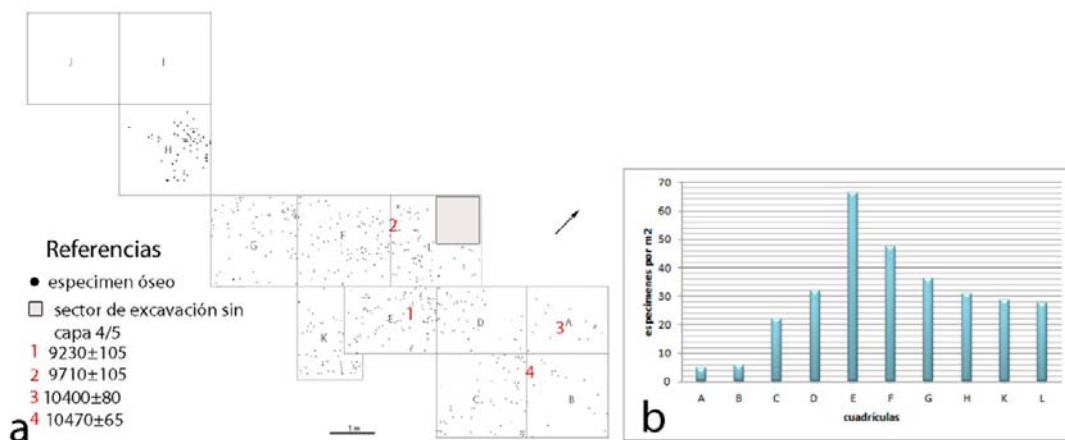 J I
H
G F 2 L
Referencias
• especimen óseo
sector de excavación sin
capa 4/5
1 9230±105
2 9710±105
3 10400±80
4 10470±65
K E 1 D 3 A
4
C B
1 m
a
70
60
50
40
30
20
10
0
especímenes por m2
A B C D E F G H K L
cuadrículas
b